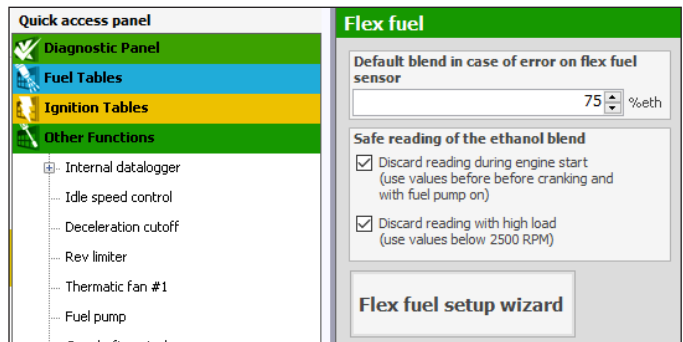 Quick access panel
Diagnostic Panel
Fuel Tables
Ignition Tables
Other Functions
Internal datalogger
Idle speed control
Deceleration cutoff
Rev limiter
Thermatic fan #1
Fuel pump
Flex fuel
Default blend in case of error on flex fuel
sensor
75 %eth
Safe reading of the ethanol blend
Discard reading during engine start
(use values before before cranking and
with fuel pump on)
Discard reading with high load
(use values below 2500 RPM)
Flex fuel setup wizard